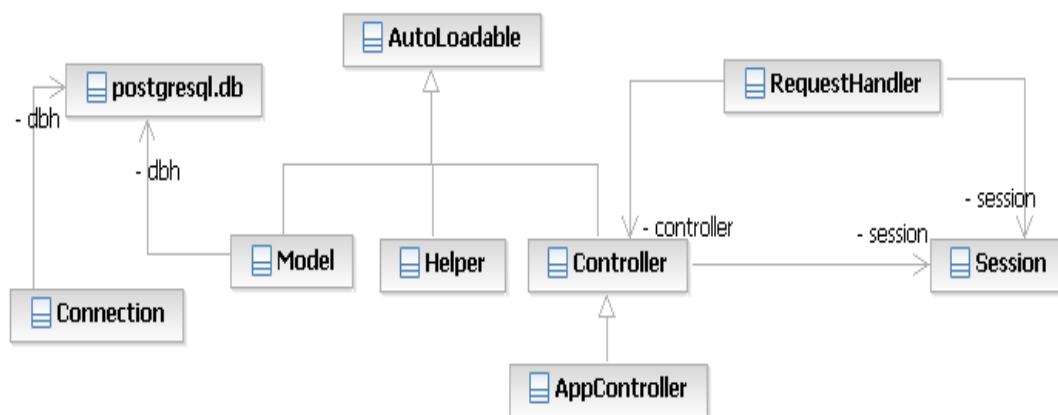 AutoLoadable
postgresql.db
RequestHandler
- dbh
- dbh
- session
- controller
- session
Model
Helper
Controller
Session
Connection
AppController